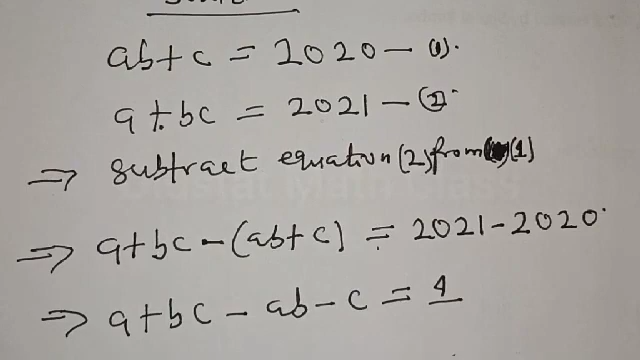 ab+c = 2020 — (1).
a+bc = 2021 — (2).
⇒ subtract equation (2) from (1)
⇒ a+bc - (ab+c) = 2021 - 2020.
⇒ a+bc - ab - c = 1